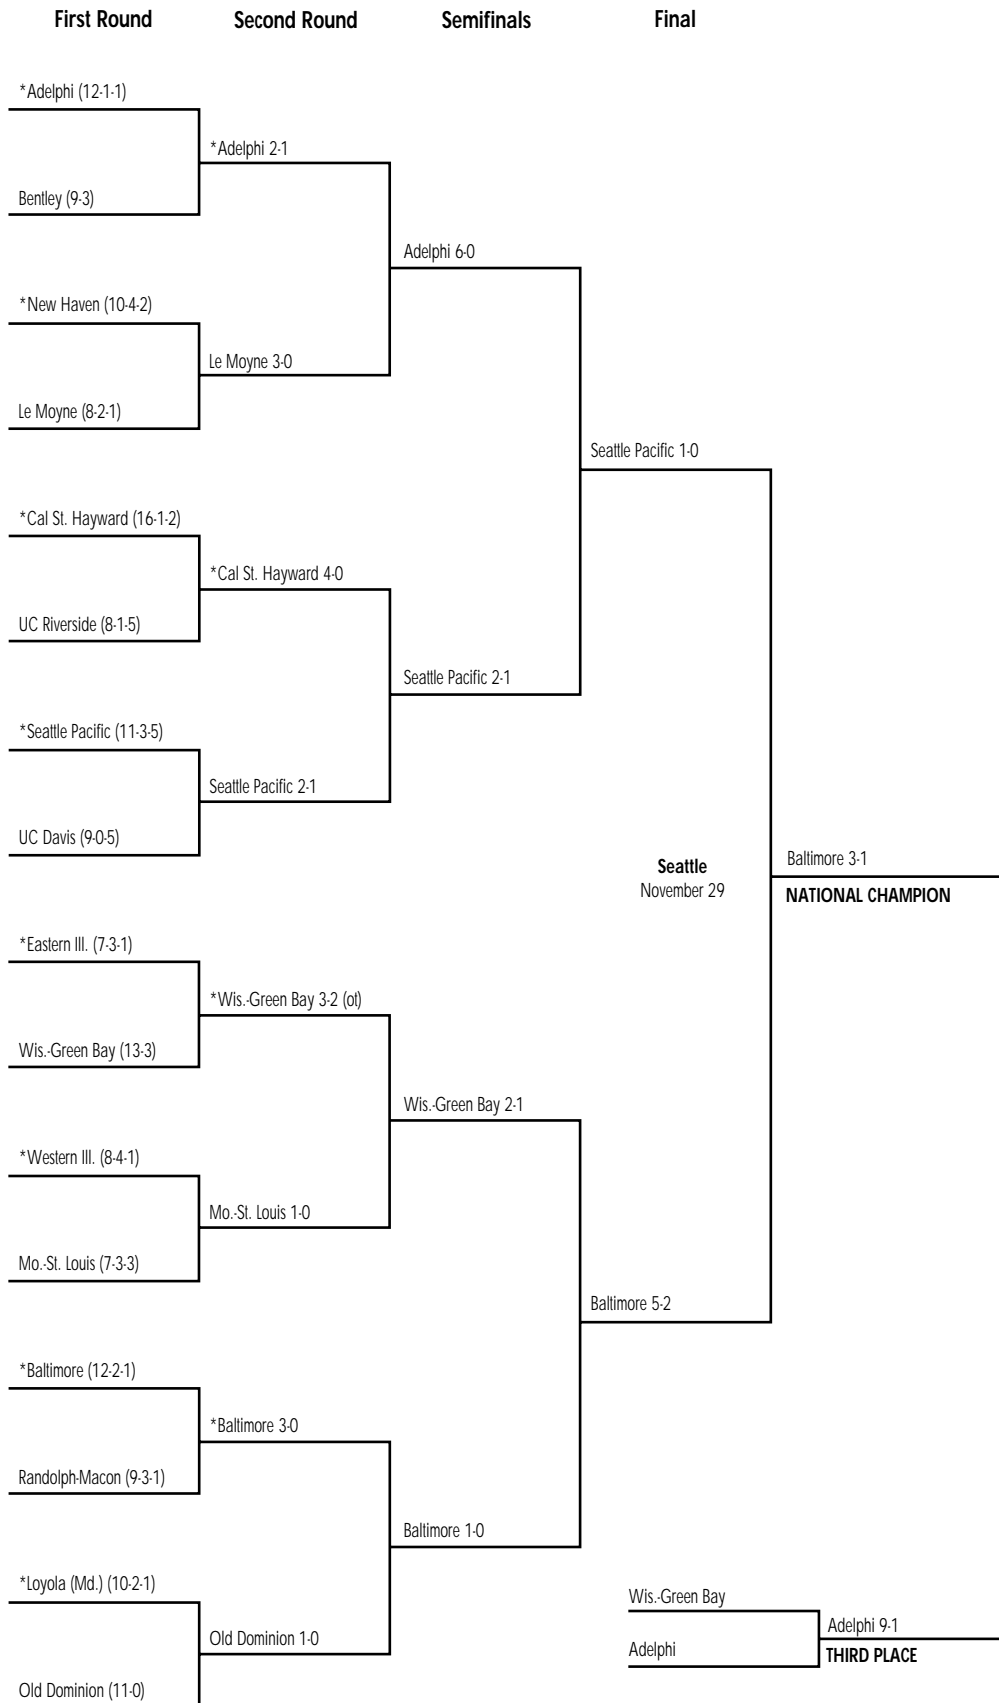 First Round
Second Round
Semifinals
Final
*Adelphi (12-1-1)
*Adelphi 2-1
Bentley (9-3)
Adelphi 6-0
*New Haven (10-4-2)
Le Moyne 3-0
Le Moyne (8-2-1)
Seattle Pacific 1-0
*Cal St. Hayward (16-1-2)
*Cal St. Hayward 4-0
UC Riverside (8-1-5)
Seattle Pacific 2-1
*Seattle Pacific (11-3-5)
Seattle Pacific 2-1
UC Davis (9-0-5)
Seattle
November 29
Baltimore 3-1
NATIONAL CHAMPION
*Eastern Ill. (7-3-1)
*Wis.-Green Bay 3-2 (ot)
Wis.-Green Bay (13-3)
Wis.-Green Bay 2-1
*Western Ill. (8-4-1)
Mo.-St. Louis 1-0
Mo.-St. Louis (7-3-3)
Baltimore 5-2
*Baltimore (12-2-1)
*Baltimore 3-0
Randolph-Macon (9-3-1)
Baltimore 1-0
*Loyola (Md.) (10-2-1)
Old Dominion 1-0
Old Dominion (11-0)
Wis.-Green Bay
Adelphi 9-1
Adelphi
THIRD PLACE